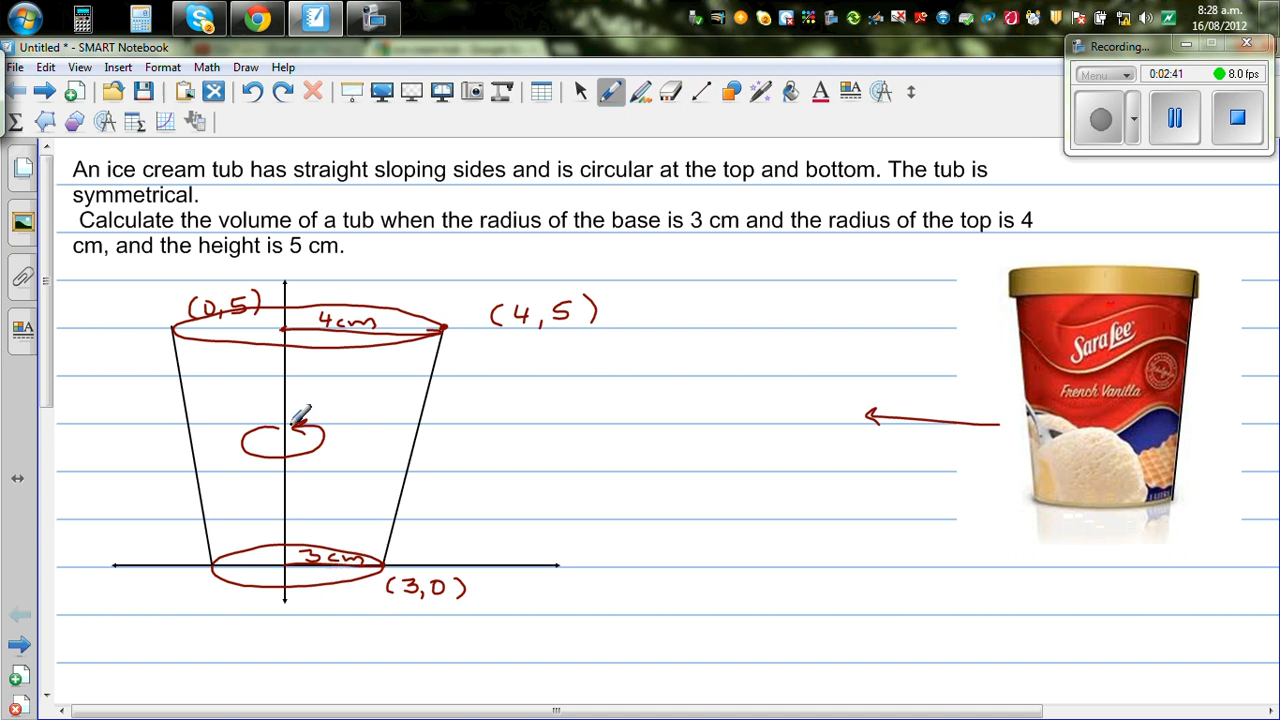 8:28 a.m.
16/08/2012
Untitled * - SMART Notebook
Recording...
File Edit View Insert Format Math Draw Help
Menu
0:02:41
8.0 fps
An ice cream tub has straight sloping sides and is circular at the top and bottom. The tub is
symmetrical.
Calculate the volume of a tub when the radius of the base is 3 cm and the radius of the top is 4
cm, and the height is 5 cm.
(0,5)
4cm
(4,5)
Sara Lee
French Vanilla
3cm
(3,0)